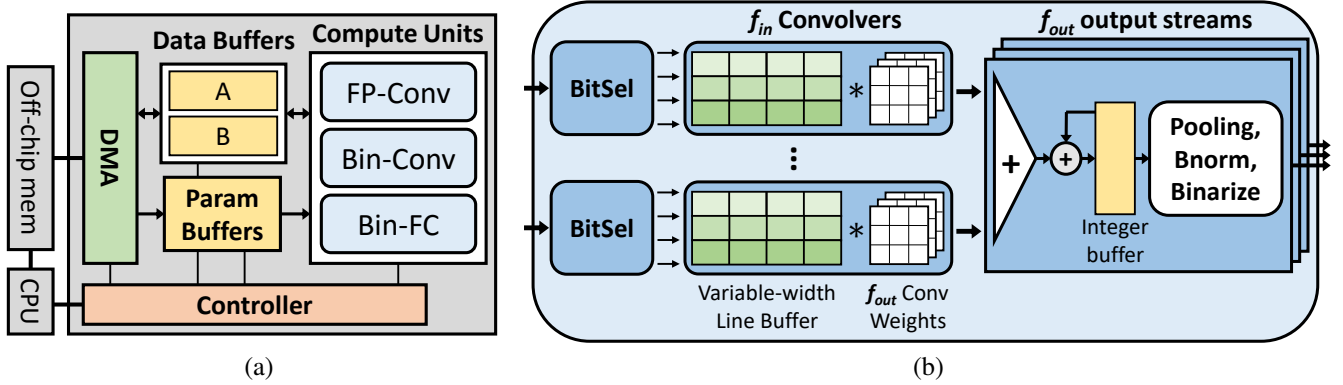 Off-chip mem
CPU
DMA
Data Buffers
A
B
Param
Buffers
Compute Units
FP-Conv
Bin-Conv
Bin-FC
Controller
(a)
f_in Convolvers
f_out output streams
BitSel
*
BitSel
*
Variable-width
Line Buffer
f_out Conv
Weights
+
+
Integer
buffer
Pooling,
Bnorm,
Binarize
(b)